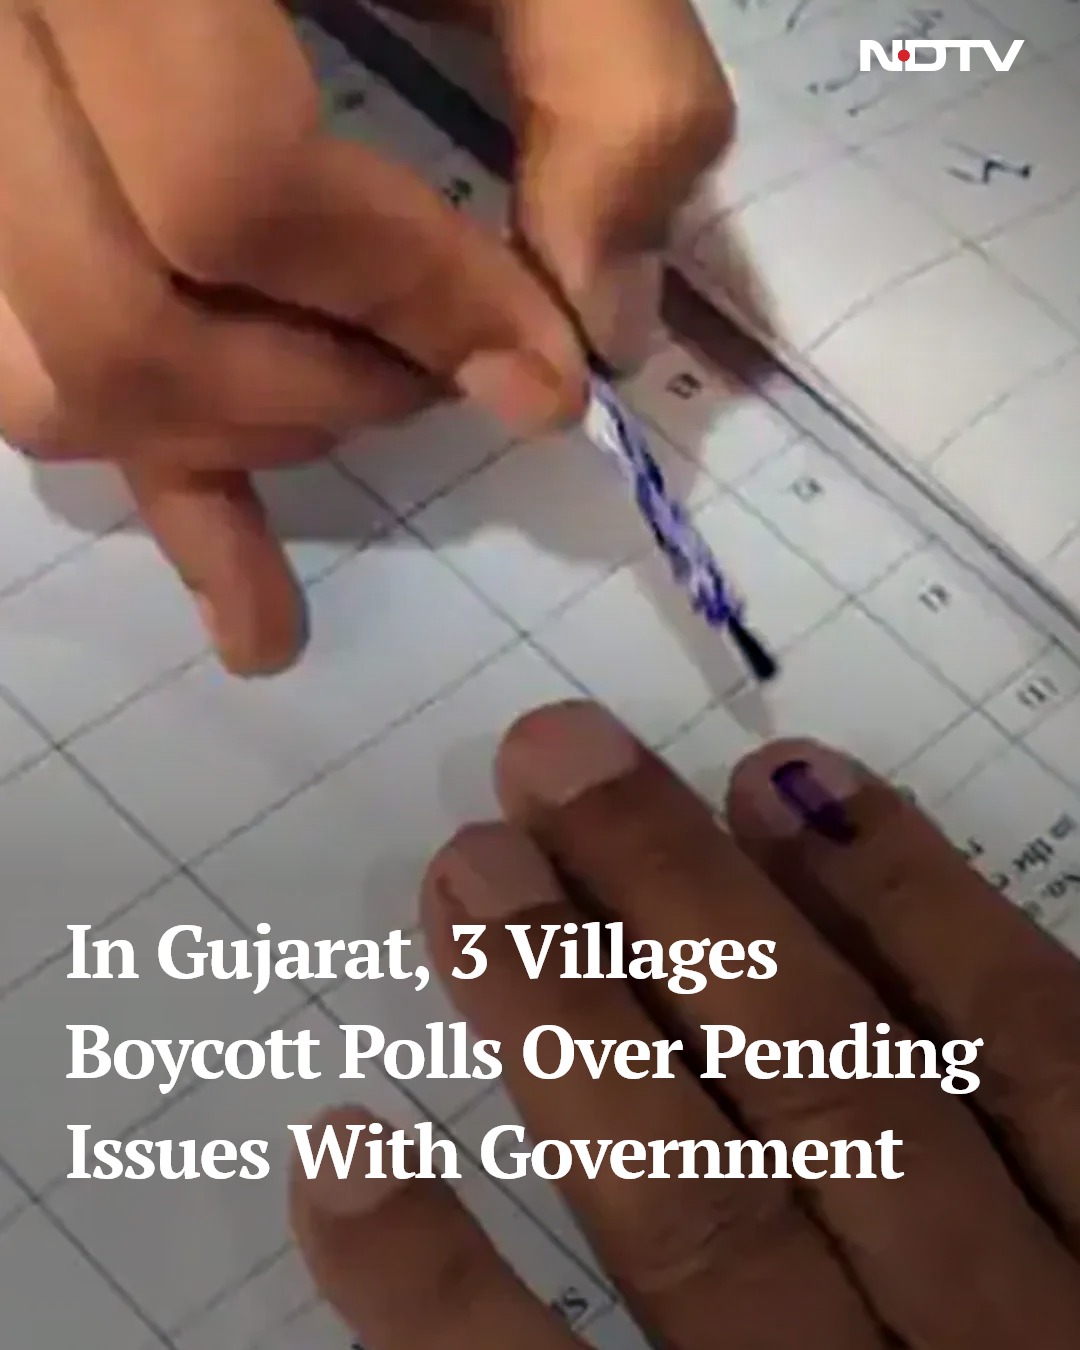 NDTV
In Gujarat, 3 Villages
Boycott Polls Over Pending
Issues With Government